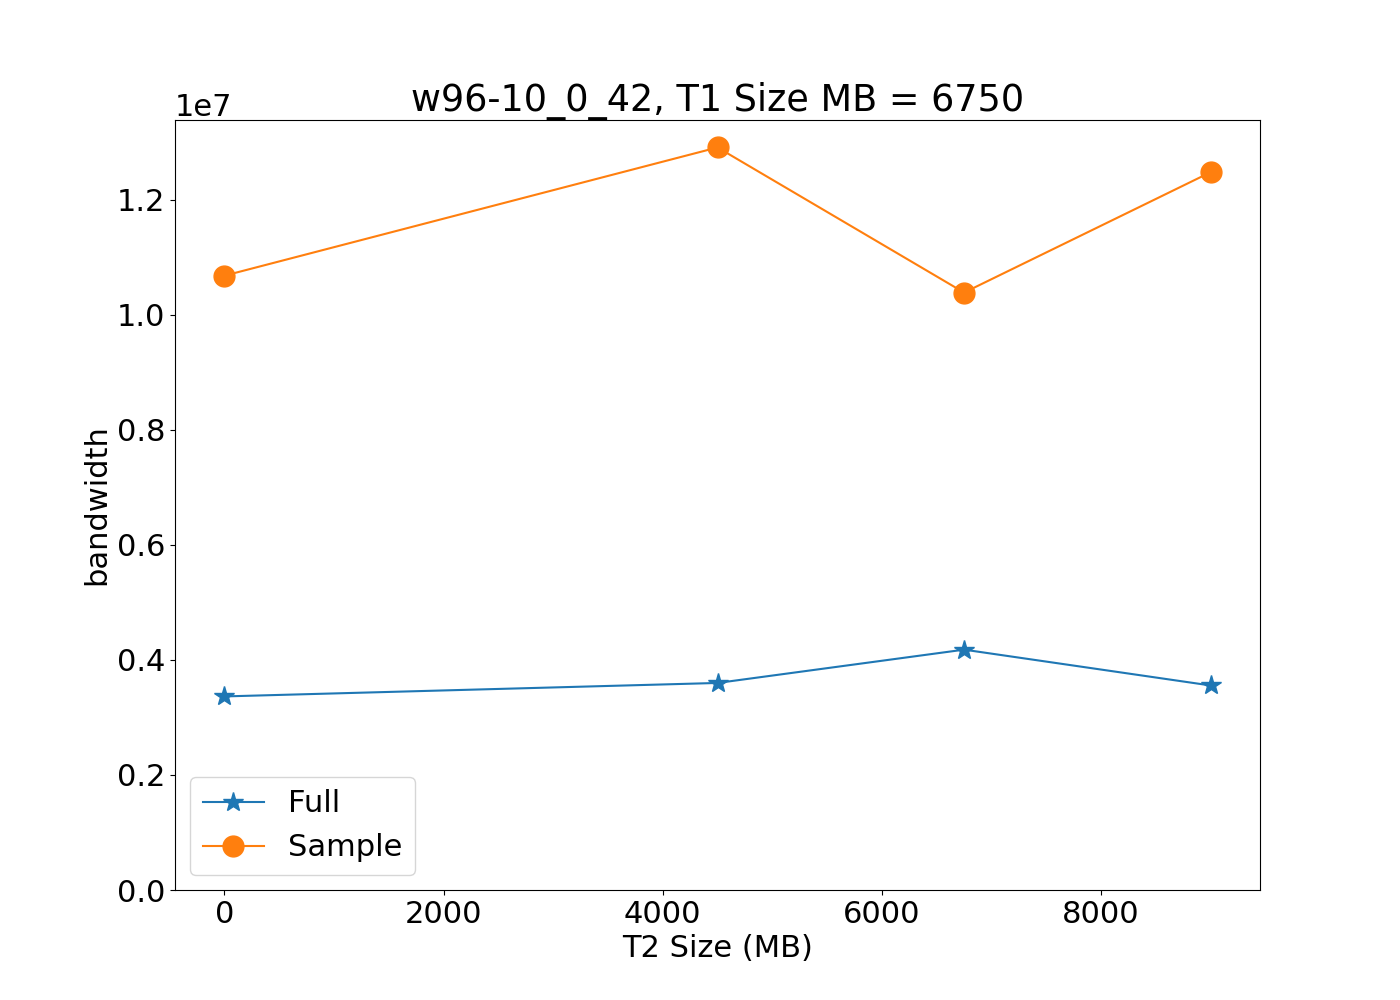 w96-10_0_42, T1 Size MB = 6750
1e7
1.2
1.0
0.8
0.6
0.4
0.2
0.0
bandwidth
Full
Sample
0 2000 4000 6000 8000
T2 Size (MB)